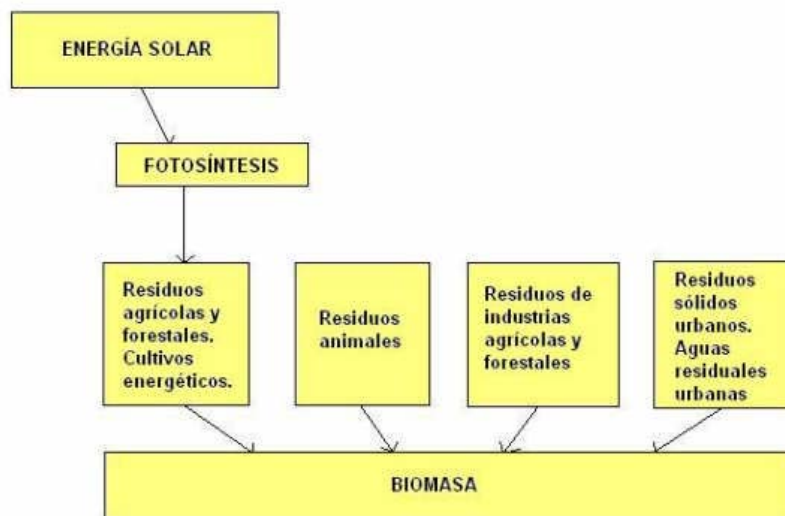 ENERGÍA SOLAR
FOTOSÍNTESIS
Residuos
agrícolas y
forestales.
Cultivos
energéticos.
Residuos
animales
Residuos de
industrias
agrícolas y
forestales
Residuos
sólidos
urbanos.
Aguas
residuales
urbanas
BIOMASA